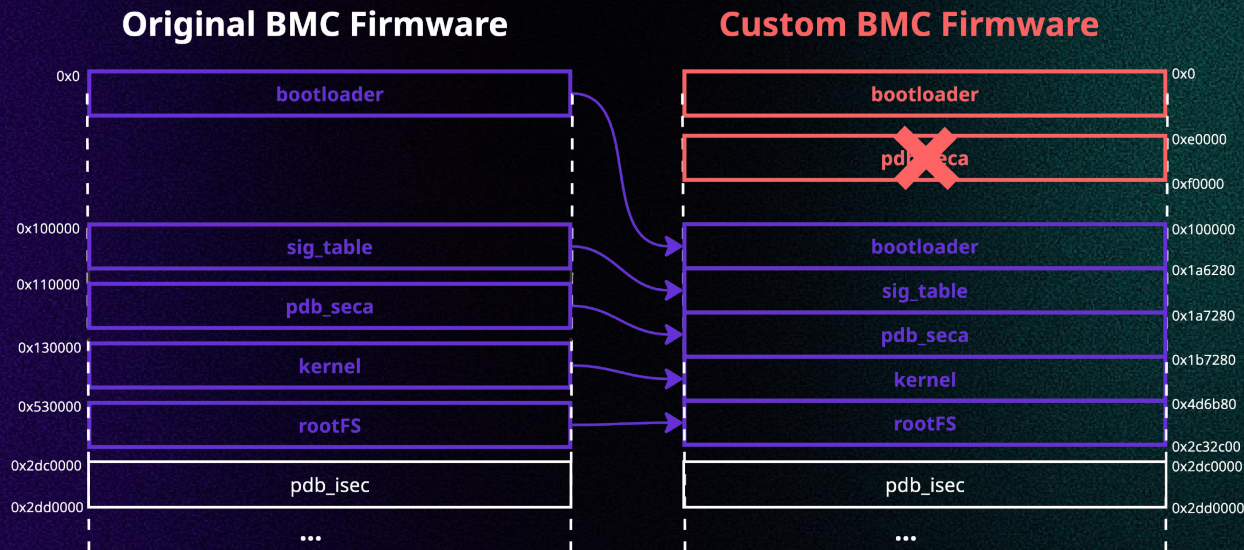 Original BMC Firmware
0x0
bootloader
0x100000
sig_table
0x110000
pdb_seca
0x130000
kernel
0x530000
rootFS
0x2dc0000
pdb_isec
0x2dd0000
...
Custom BMC Firmware
0x0
bootloader
0xe0000
0xf0000
0x100000
bootloader
0x1a6280
sig_table
0x1a7280
pdb_seca
0x1b7280
kernel
0x4d6b80
rootFS
0x2c32c00
0x2dc0000
pdb_isec
0x2dd0000
...